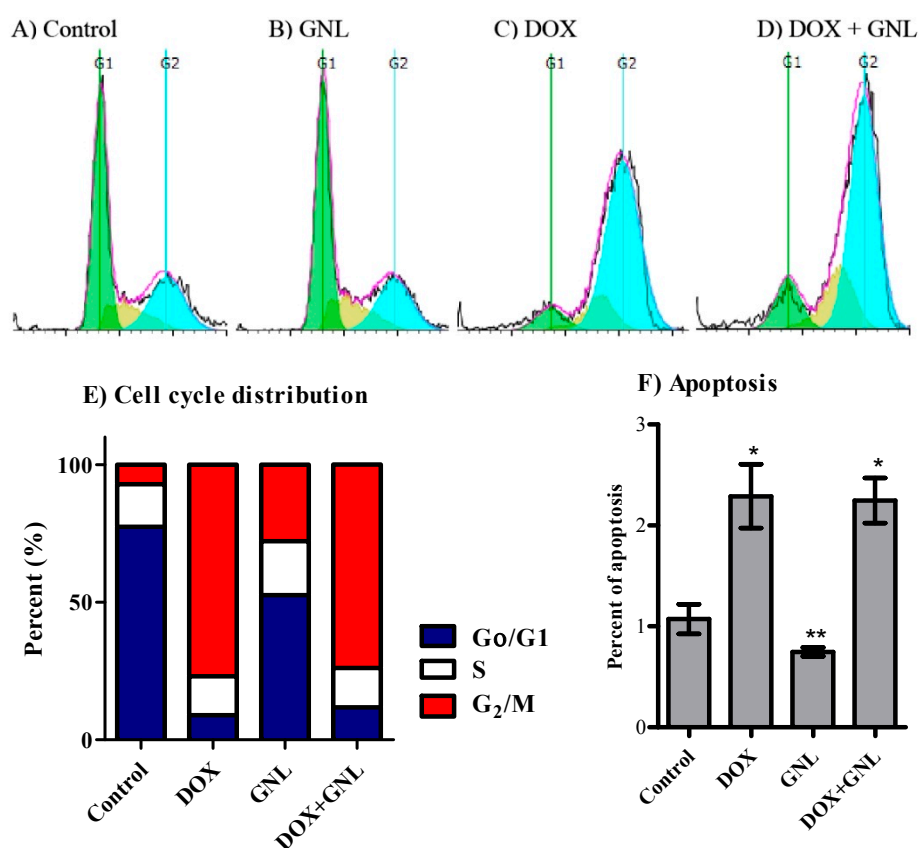 A) Control B) GNL C) DOX D) DOX + GNL
G1 G2 G1 G2 G1 G2 G1 G2
E) Cell cycle distribution
F) Apoptosis
Percent (%)
100
50
0
Control DOX GNL DOX+GNL
Go/G1
S
G₂/M
Percent of apoptosis
3
2
1
0
* ** *
Control DOX GNL DOX+GNL